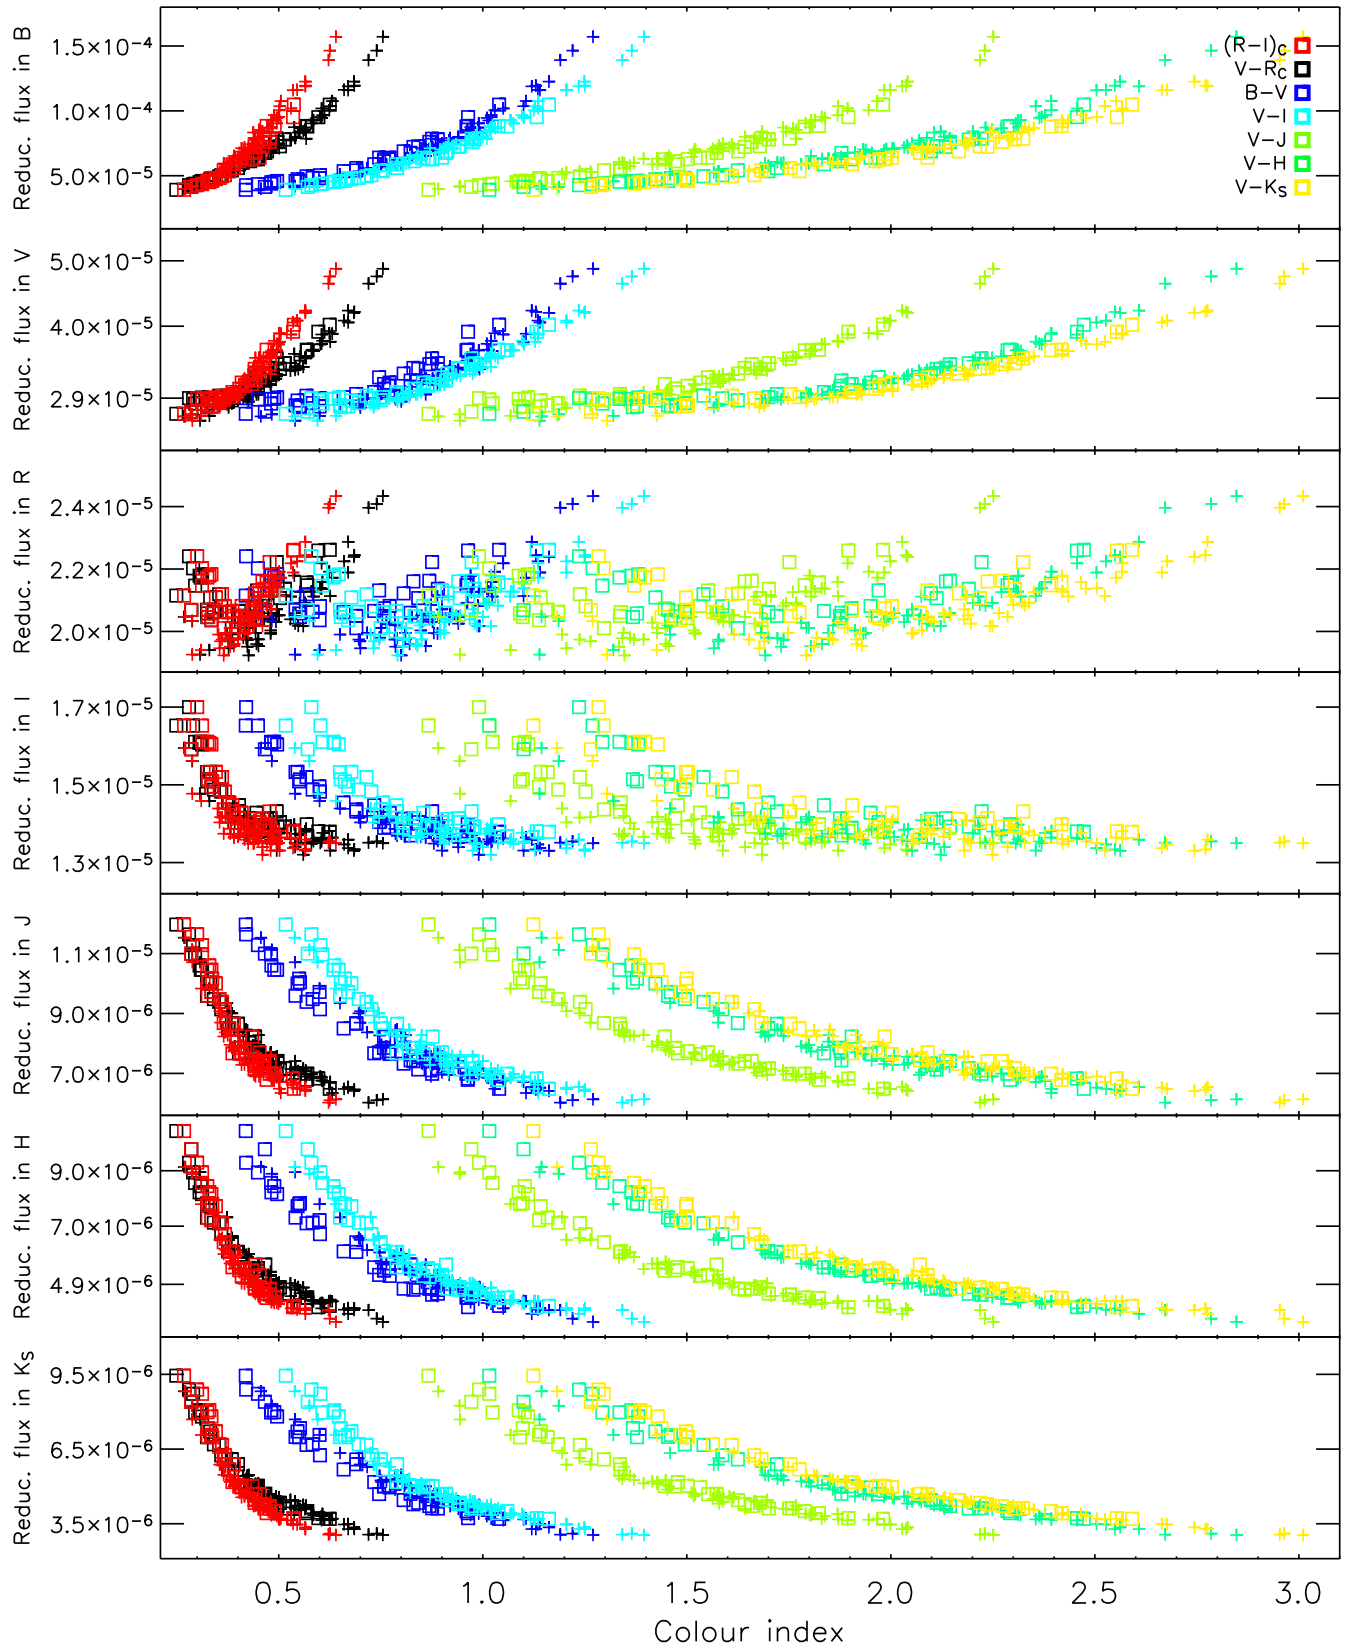 Reduc. flux in B
1.5×10⁻⁴
1.0×10⁻⁴
5.0×10⁻⁵
(R−I)c
V−Rc
B−V
V−I
V−J
V−H
V−Ks
Reduc. flux in V
5.0×10⁻⁵
4.0×10⁻⁵
2.9×10⁻⁵
Reduc. flux in R
2.4×10⁻⁵
2.2×10⁻⁵
2.0×10⁻⁵
Reduc. flux in I
1.7×10⁻⁵
1.5×10⁻⁵
1.3×10⁻⁵
Reduc. flux in J
1.1×10⁻⁵
9.0×10⁻⁶
7.0×10⁻⁶
Reduc. flux in H
9.0×10⁻⁶
7.0×10⁻⁶
4.9×10⁻⁶
Reduc. flux in Ks
9.5×10⁻⁶
6.5×10⁻⁶
3.5×10⁻⁶
0.5 1.0 1.5 2.0 2.5 3.0
Colour index